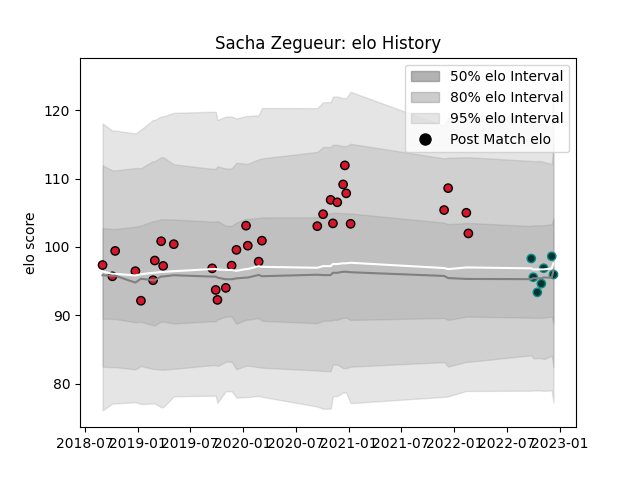 Sacha Zegueur: elo History
50% elo Interval
80% elo Interval
95% elo Interval
Post Match elo
elo score
120
110
100
90
80
2018-07 2019-01 2019-07 2020-01 2020-07 2021-01 2021-07 2022-01 2022-07 2023-01